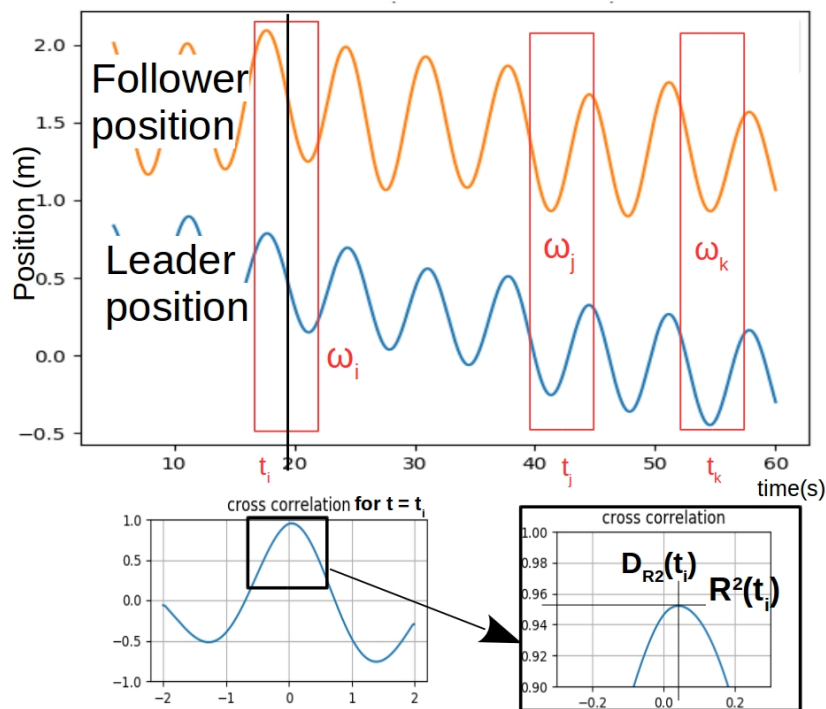 Position (m)
2.0
1.5
1.0
0.5
0.0
−0.5
Follower
position
Leader
position
ωi
ωj
ωk
10
20
30
40
50
60
ti
tj
tk
time(s)
cross correlation for t = ti
1.0
0.5
0.0
−0.5
−1.0
−2
−1
0
1
2
cross correlation
1.00
0.98
0.96
0.94
0.92
0.90
DR2(ti)
R²(ti)
−0.2
0.0
0.2